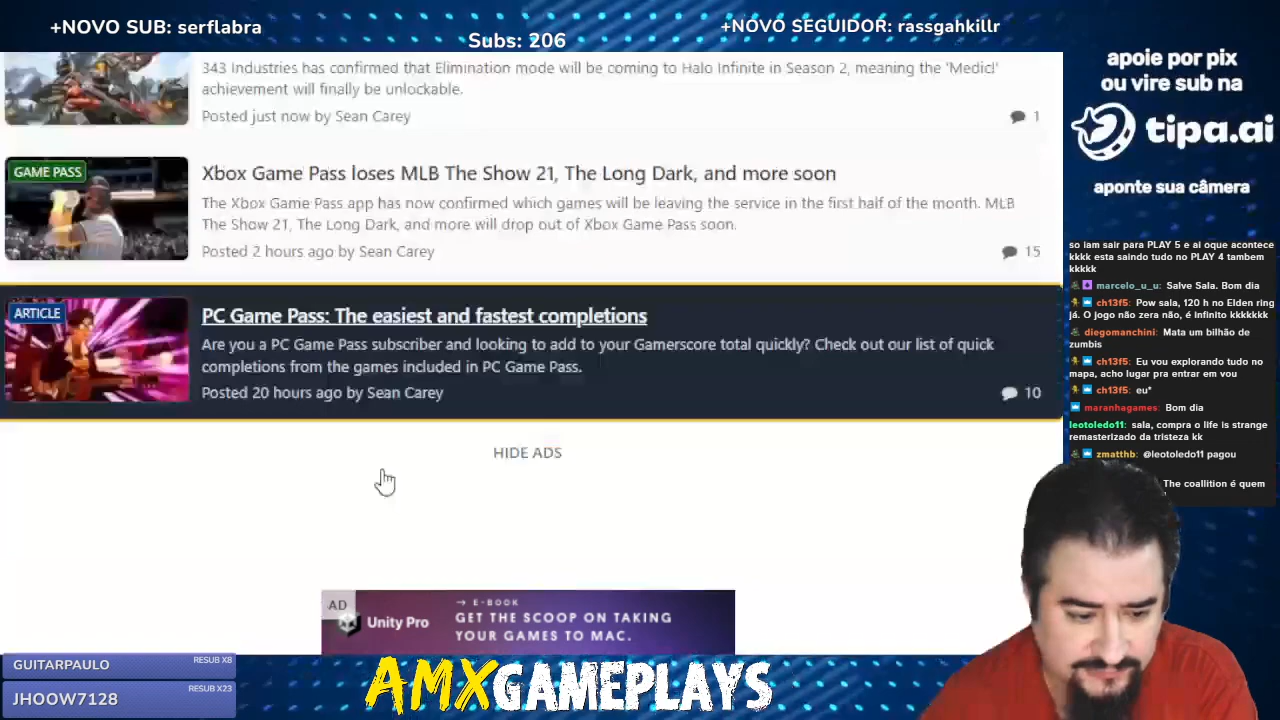 +NOVO SUB: serflabra
Subs: 206
+NOVO SEGUIDOR: rassgahkillr
343 Industries has confirmed that Elimination mode will be coming to Halo Infinite in Season 2, meaning the 'Medic!'
achievement will finally be unlockable.
Posted just now by Sean Carey
1
GAME PASS
Xbox Game Pass loses MLB The Show 21, The Long Dark, and more soon
The Xbox Game Pass app has now confirmed which games will be leaving the service in the first half of the month. MLB
The Show 21, The Long Dark, and more will drop out of Xbox Game Pass soon.
Posted 2 hours ago by Sean Carey
15
ARTICLE
PC Game Pass: The easiest and fastest completions
Are you a PC Game Pass subscriber and looking to add to your Gamerscore total quickly? Check out our list of quick
completions from the games included in PC Game Pass.
Posted 20 hours ago by Sean Carey
10
HIDE ADS
AD
Unity Pro
→ E-BOOK
GET THE SCOOP ON TAKING
YOUR GAMES TO MAC.
apoie por pix
ou vire sub na
tipa.ai
aponte sua câmera
so iam sair para PLAY 5 e ai oque acontece
kkkk esta saindo tudo no PLAY 4 tambem
kkkkk
marcelo_u_u: Salve Sala. Bom dia
ch13f5: Pow sala, 120 h no Elden ring
já. O jogo não zera não, é infinito kkkkkkk
diegomanchini: Mata um bilhão de
zumbis
ch13f5: Eu vou explorando tudo no
mapa, acho lugar pra entrar em vou
ch13f5: eu*
maranhagames: Bom dia
leotoledo11: sala, compra o life is strange
remasterizado da tristeza kk
zmatthb: @leotoledo11 pagou
The coallition é quem
GUITARPAULO
RESUB X8
JHOOW7128
RESUB X23
AMXGAMEPLAYS